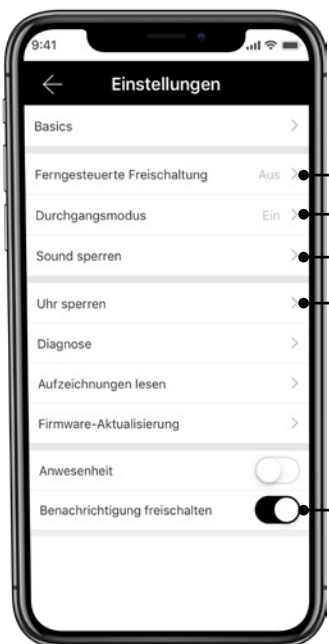 9:41
Einstellungen
Basics
Ferngesteuerte Freischaltung Aus
Durchgangsmodus Ein
Sound sperren
Uhr sperren
Diagnose
Aufzeichnungen lesen
Firmware-Aktualisierung
Anwesenheit
Benachrichtigung freischalten